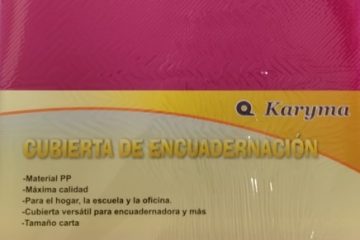 Karyma
CUBIERTA DE ENCUADERNACIÓN
-Material PP
-Máxima calidad
-Para el hogar, la escuela y la oficina.
-Cubierta versátil para encuadernadora y más
-Tamaño carta